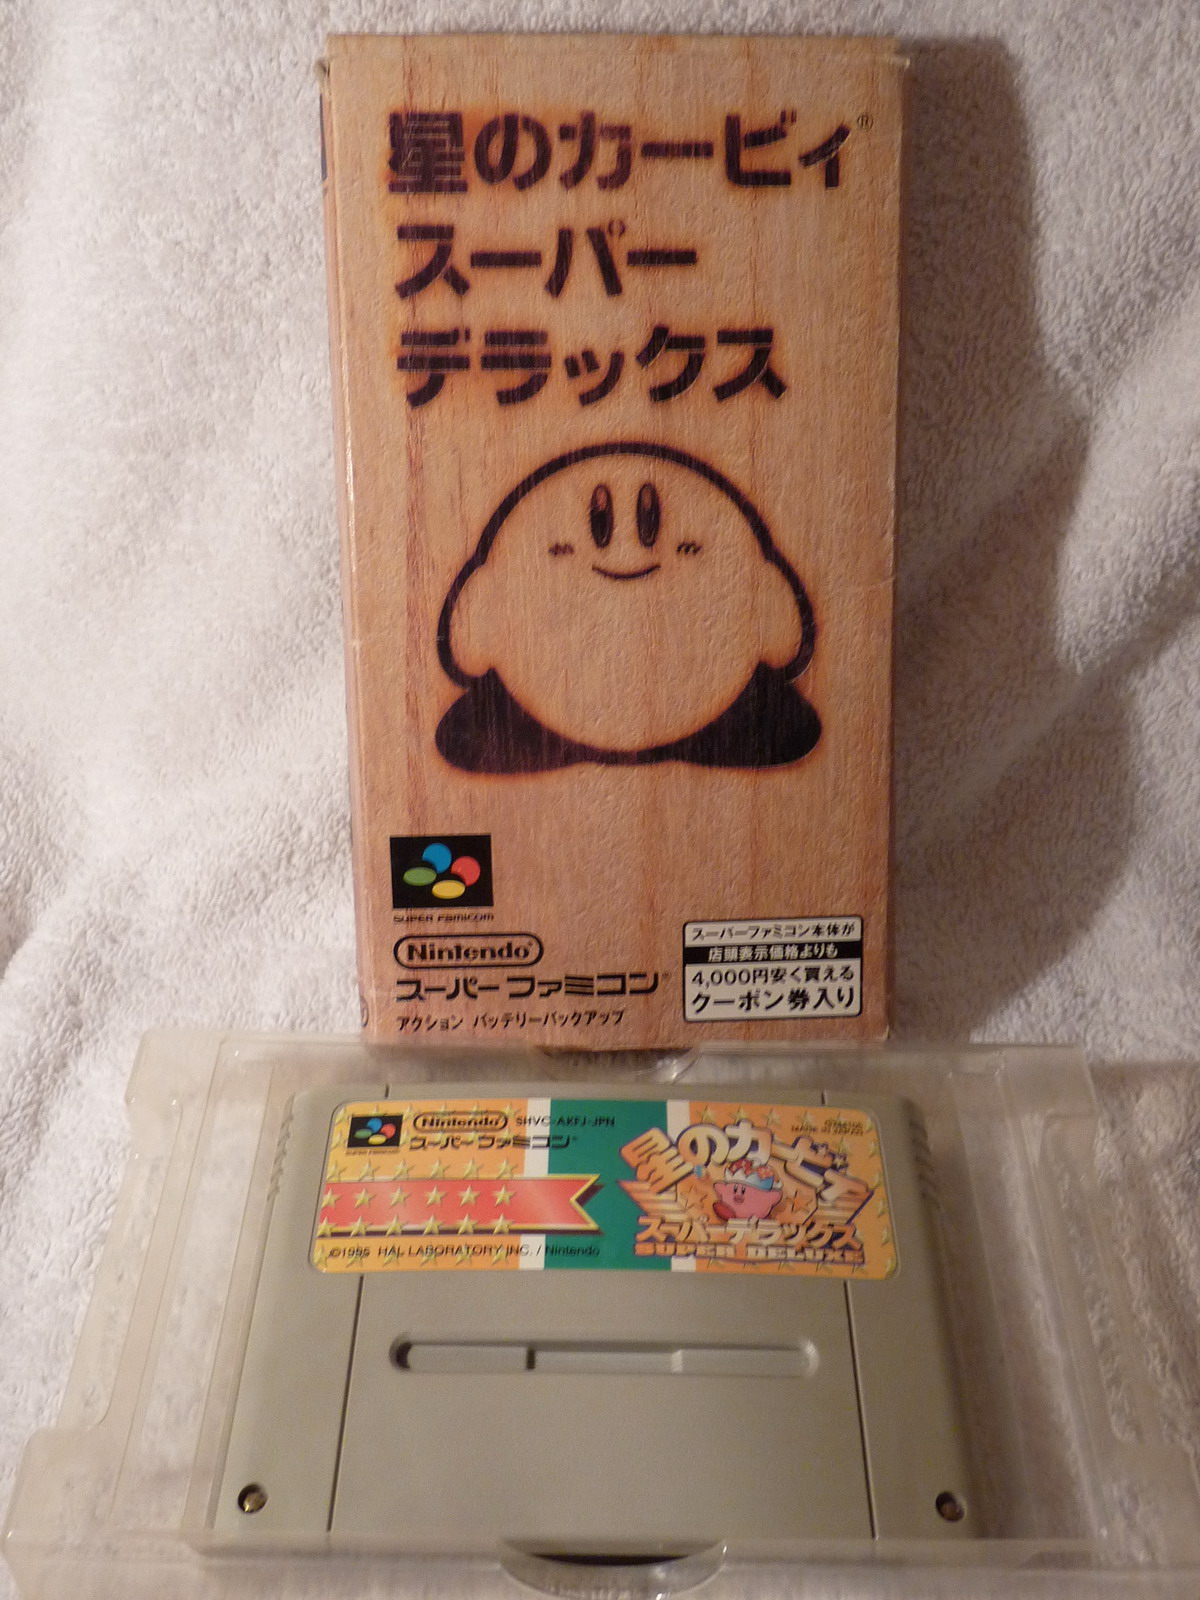 星のカービィ®
スーパー
デラックス
SUPER FAMICOM
Nintendo®
スーパーファミコン®
アクション バッテリーバックアップ
スーパーファミコン本体が
店頭表示価格よりも
4,000円安く買える
クーポン券入り
Nintendo® SHVC-AKFJ-JPN
スーパーファミコン®
SUPER FAMICOM
MADE IN JAPAN
星のカービィ
スーパーデラックス
SUPER DELUXE
©1995 HAL LABORATORY, INC. / Nintendo